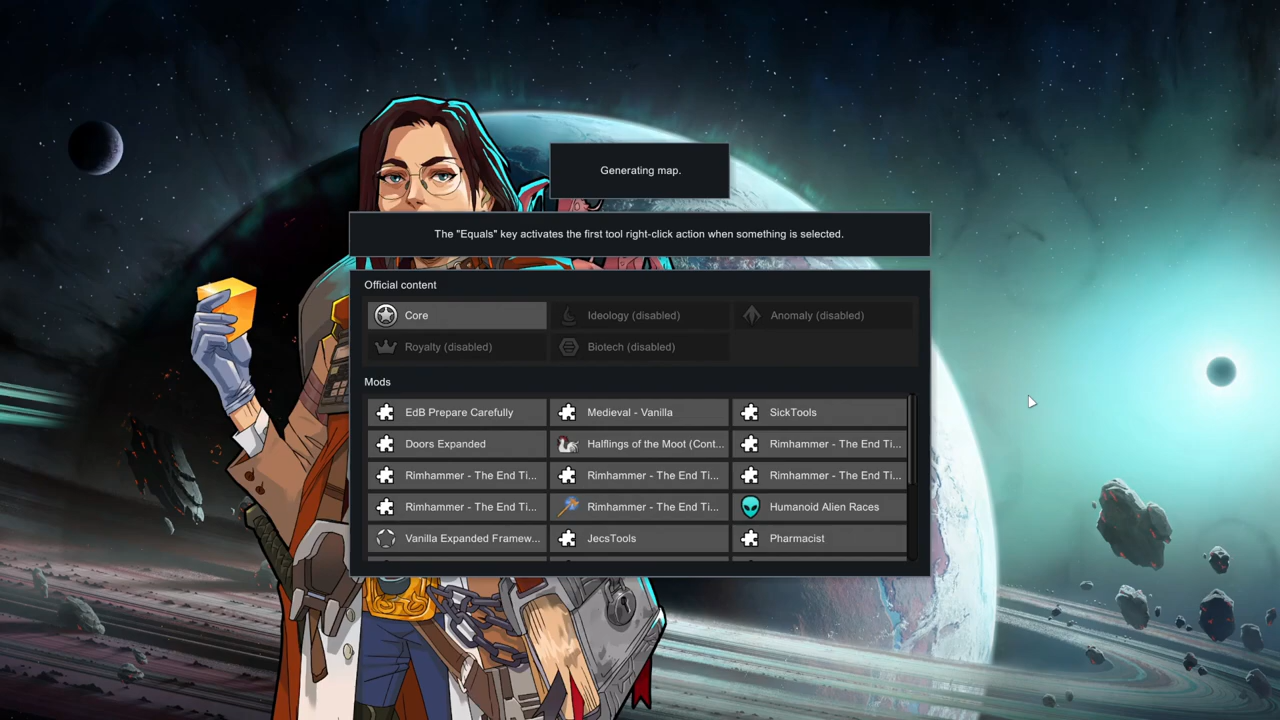 Generating map.
The "Equals" key activates the first tool right-click action when something is selected.
Official content
Core
Ideology (disabled)
Anomaly (disabled)
Royalty (disabled)
Biotech (disabled)
Mods
EdB Prepare Carefully
Medieval - Vanilla
SickTools
Doors Expanded
Halflings of the Moot (Cont...
Rimhammer - The End Ti...
Rimhammer - The End Ti...
Rimhammer - The End Ti...
Rimhammer - The End Ti...
Rimhammer - The End Ti...
Rimhammer - The End Ti...
Humanoid Alien Races
Vanilla Expanded Framew...
JecsTools
Pharmacist